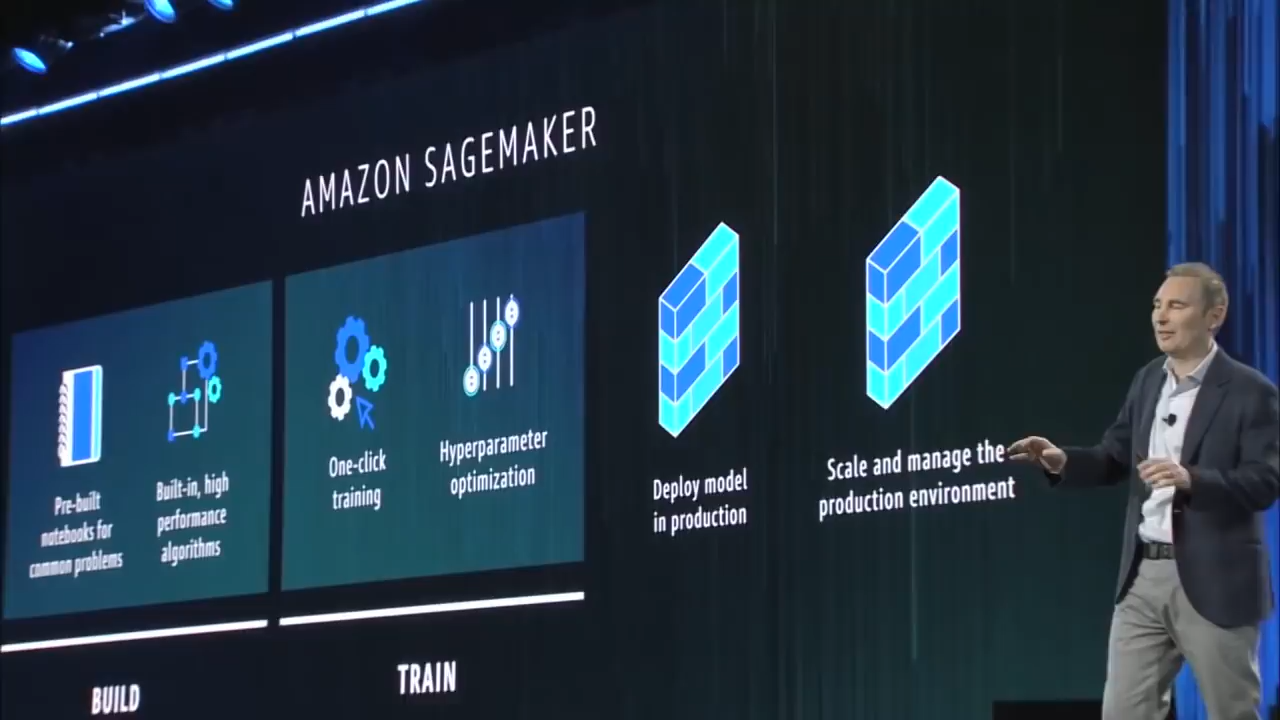 AMAZON SAGEMAKER
Pre-built
notebooks for
common problems
Built-in, high
performance
algorithms
One-click
training
Hyperparameter
optimization
Deploy model
in production
Scale and manage the
production environment
BUILD
TRAIN